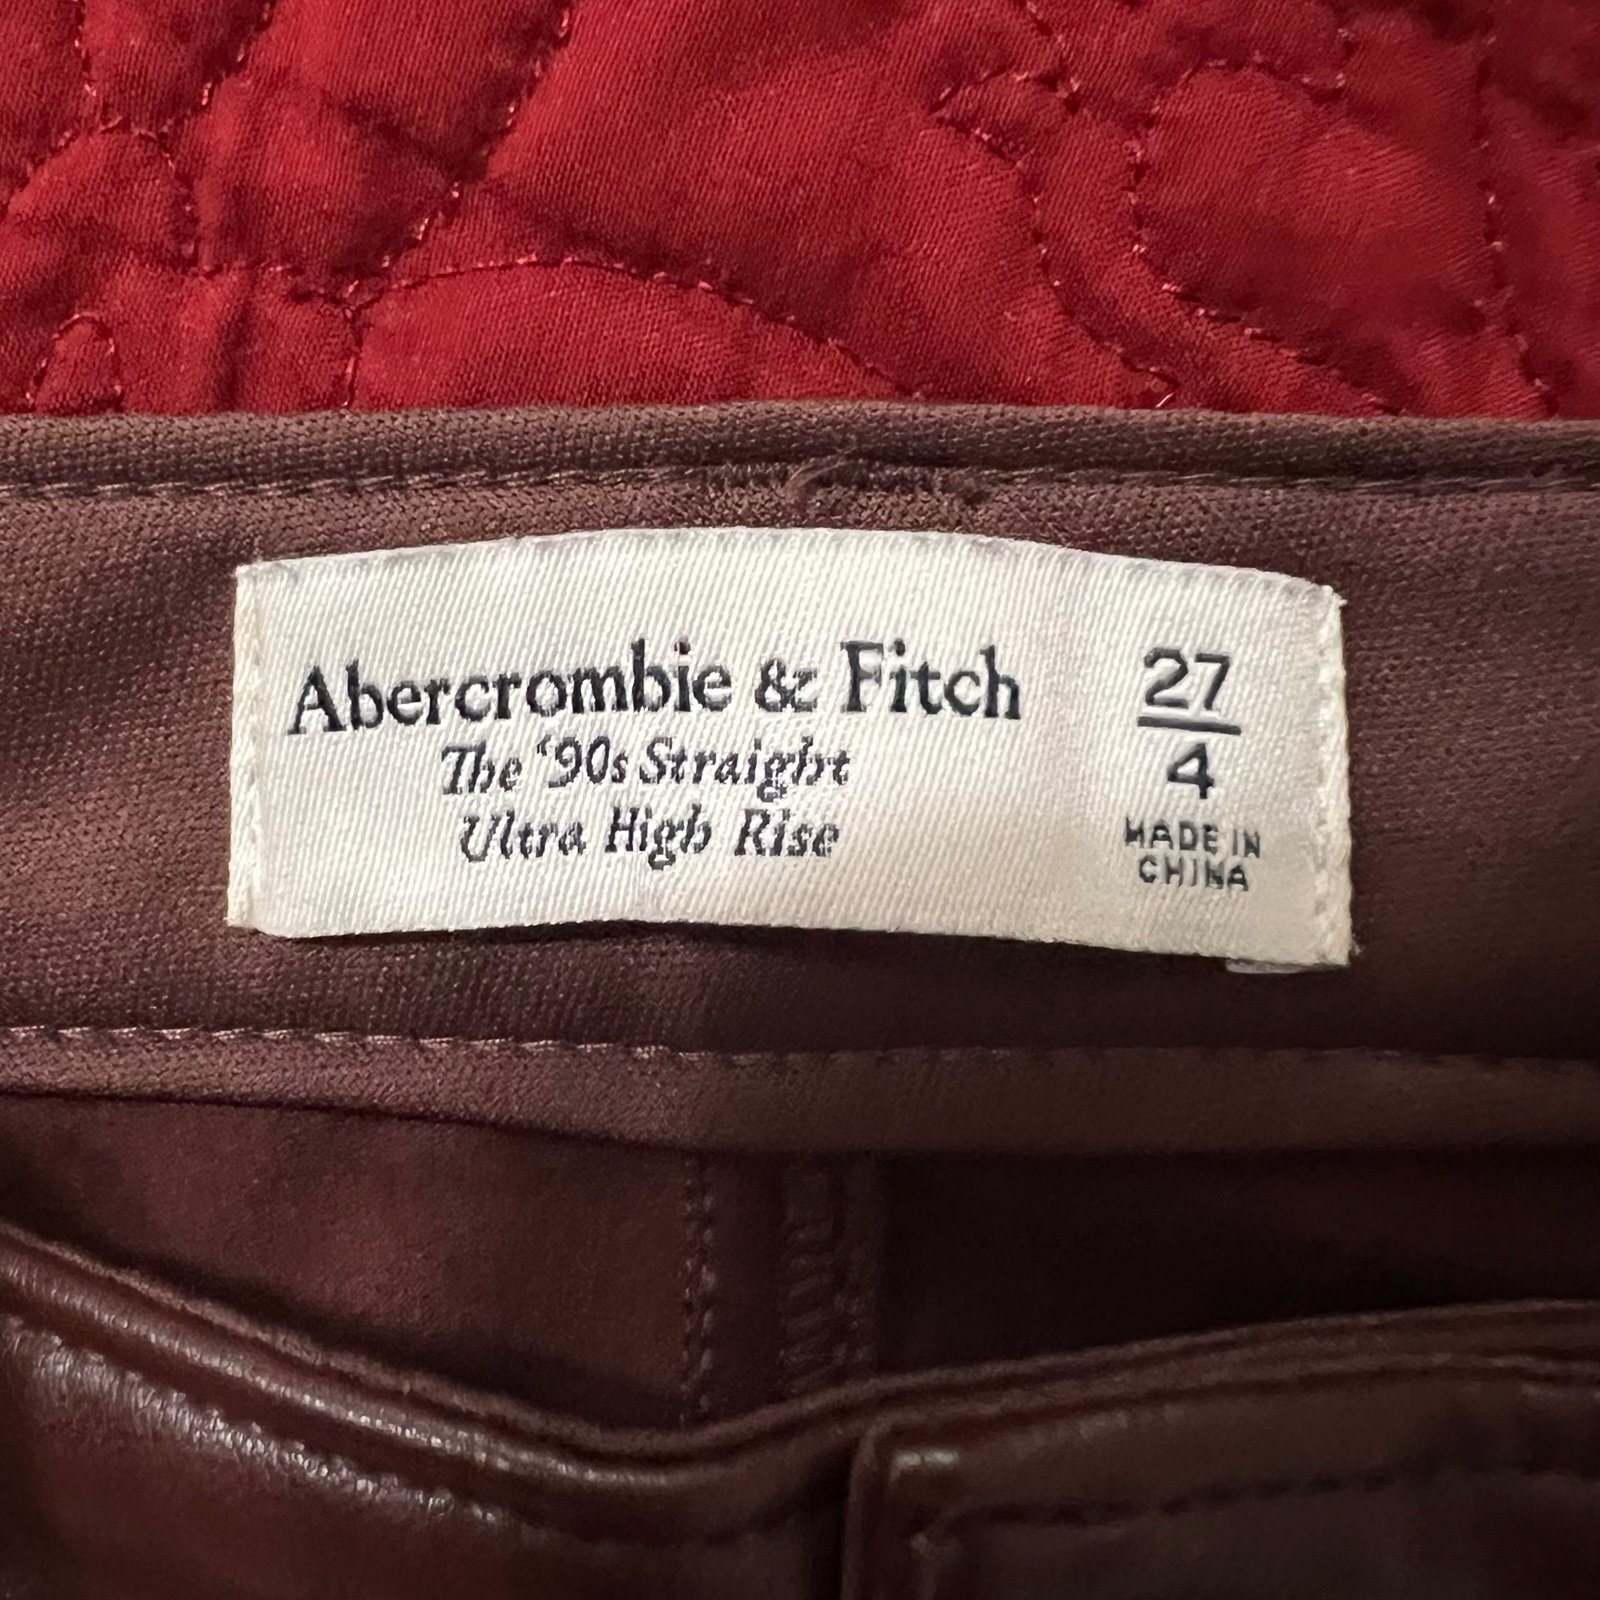 Abercrombie & Fitch
The ‘90s Straight
Ultra High Rise
27
4
MADE IN
CHINA